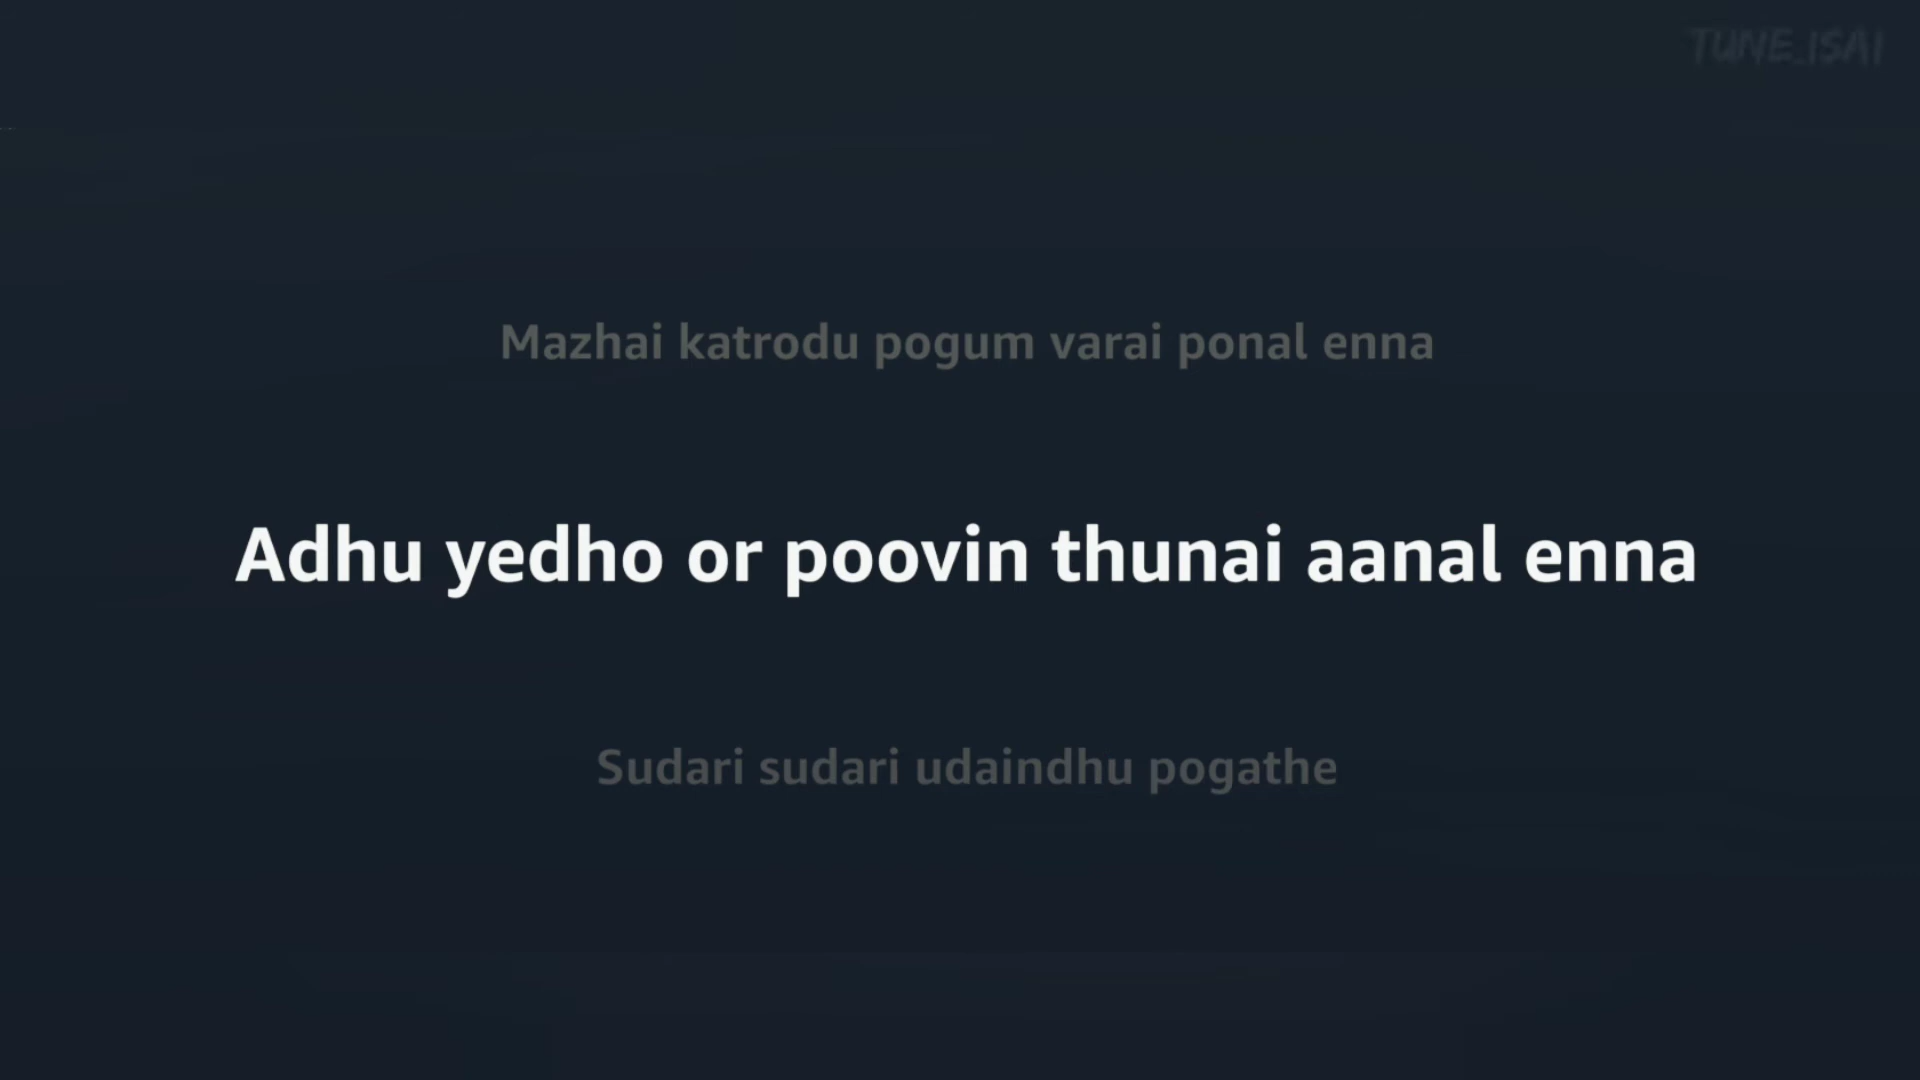 TUNE_ISAI
Mazhai katrodu pogum varai ponal enna
Adhu yedho or poovin thunai aanal enna
Sudari sudari udaindhu pogathe